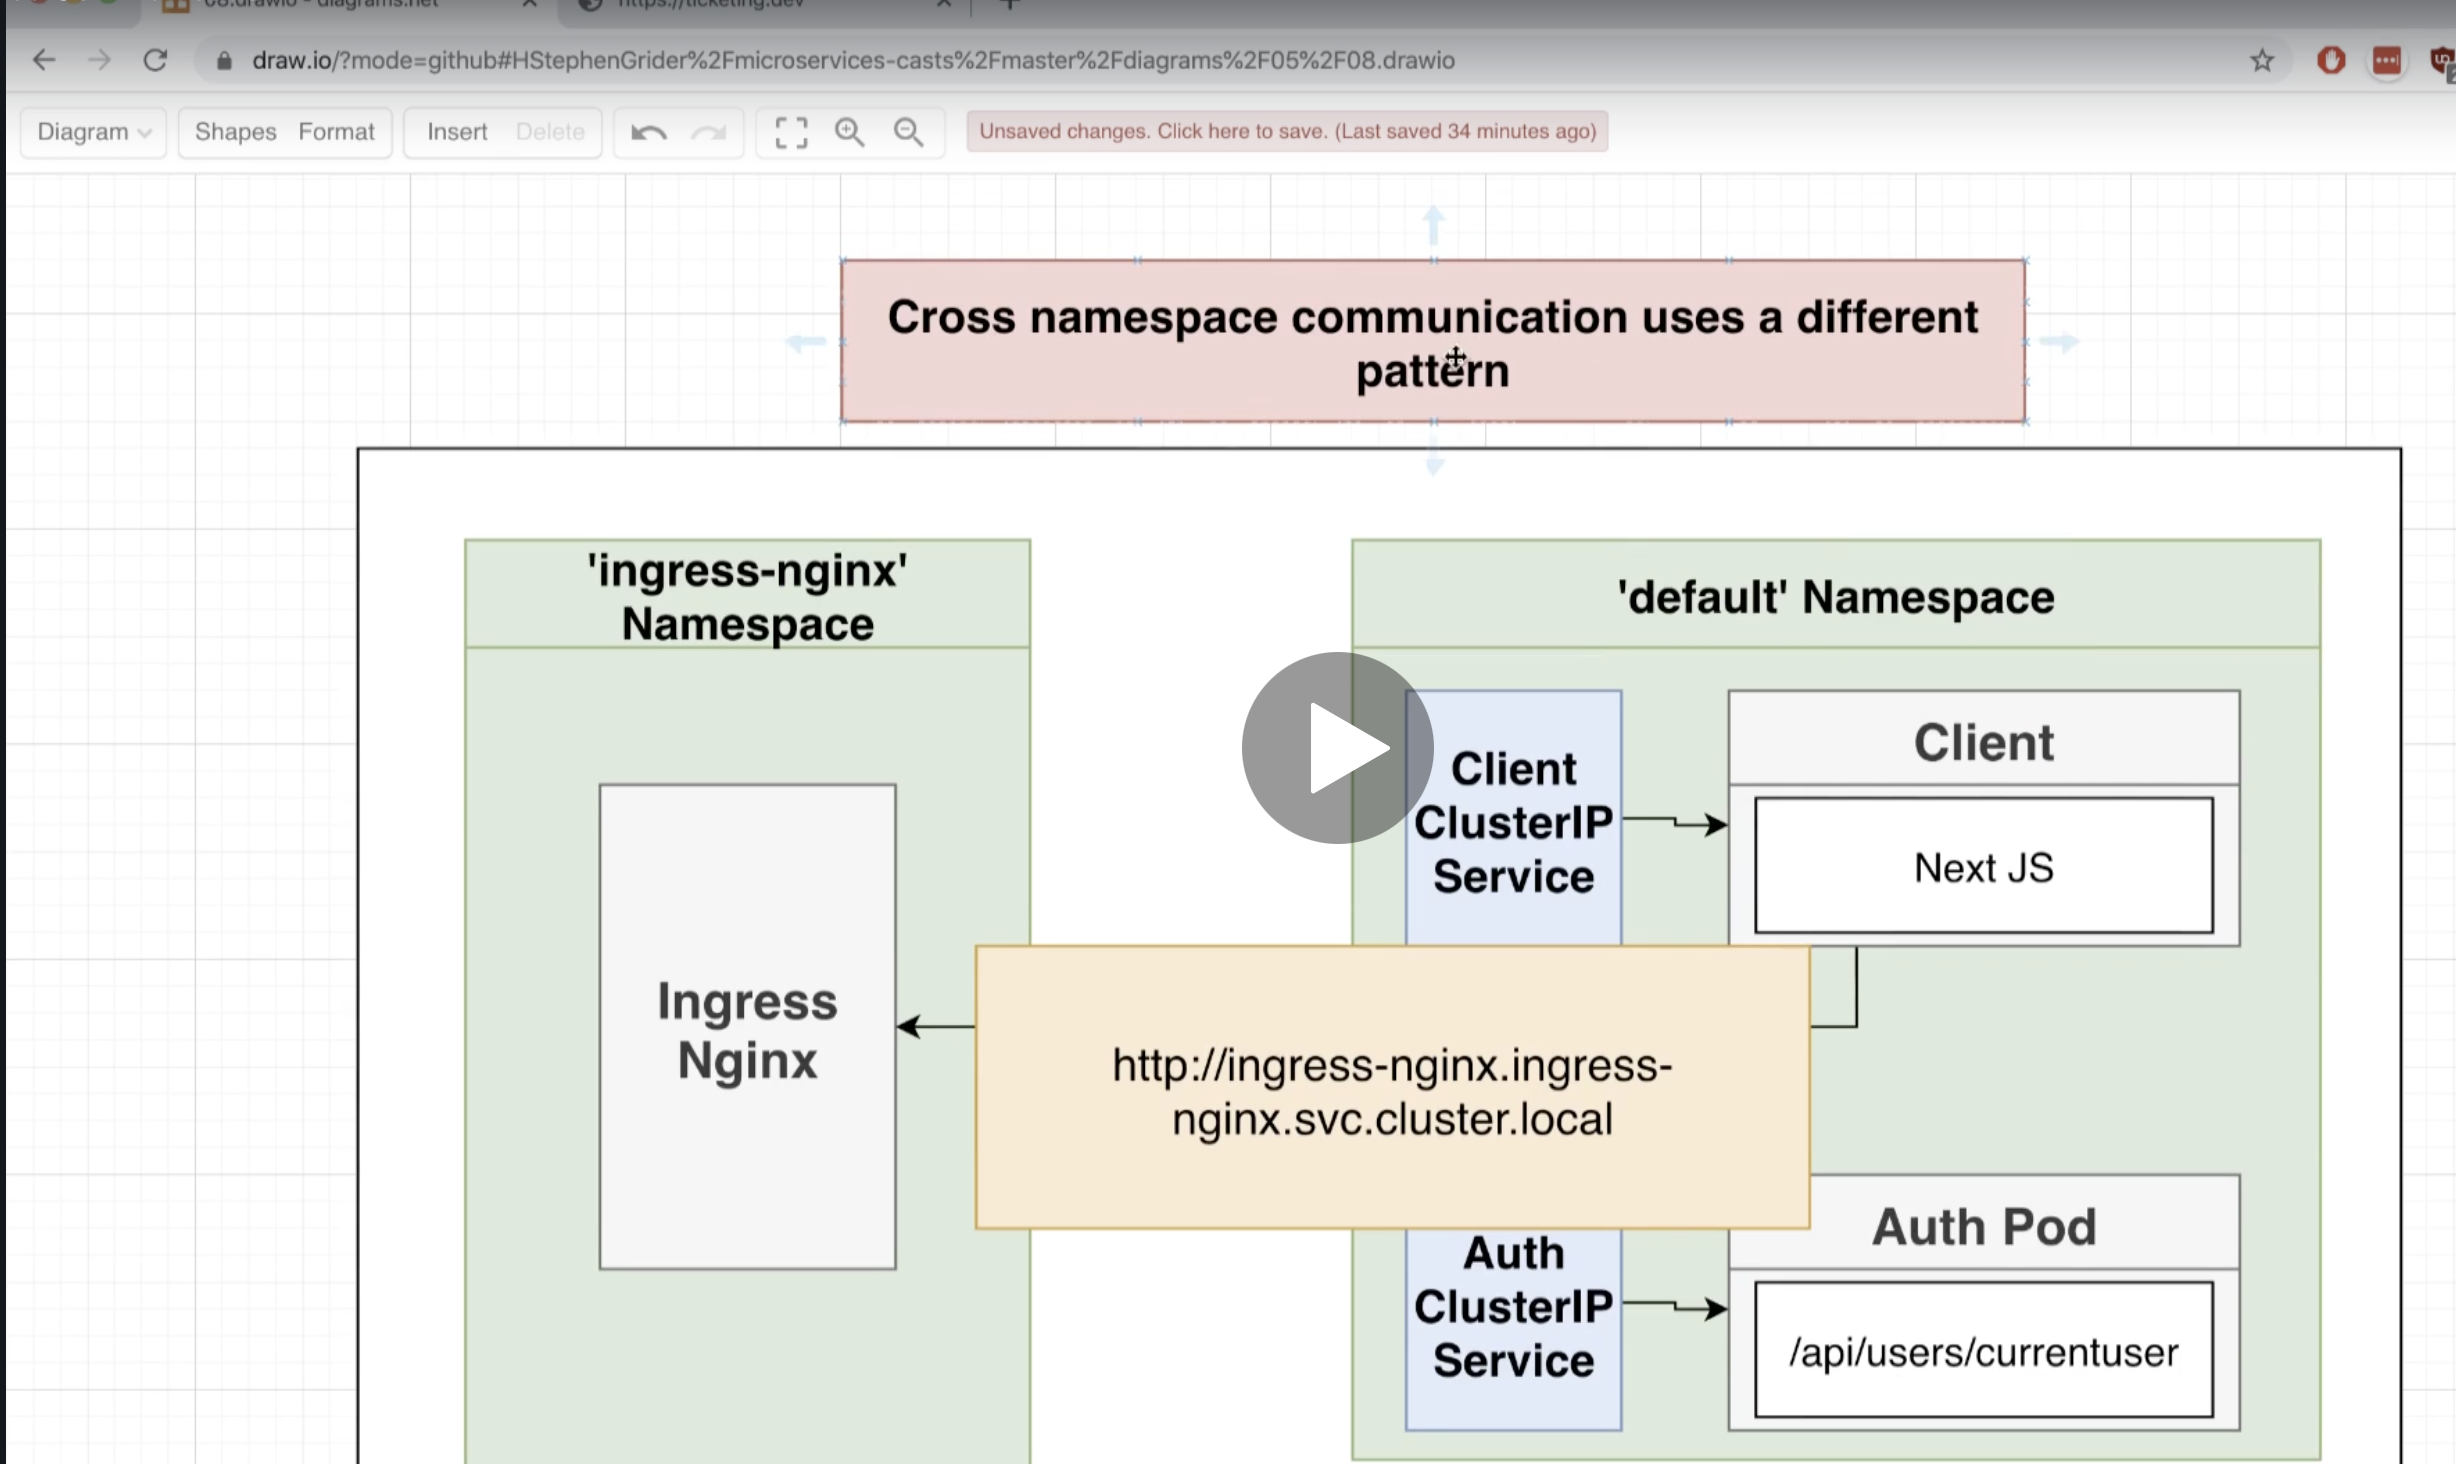 08.drawio - diagrams.net
https://ticketing.dev
draw.io/?mode=github#HStephenGrider%2Fmicroservices-casts%2Fmaster%2Fdiagrams%2F05%2F08.drawio
Diagram
Shapes Format
Insert Delete
Unsaved changes. Click here to save. (Last saved 34 minutes ago)
Cross namespace communication uses a different
pattern
'ingress-nginx'
Namespace
'default' Namespace
Client
ClusterIP
Service
Client
Next JS
Ingress
Nginx
http://ingress-nginx.ingress-
nginx.svc.cluster.local
Auth
ClusterIP
Service
Auth Pod
/api/users/currentuser